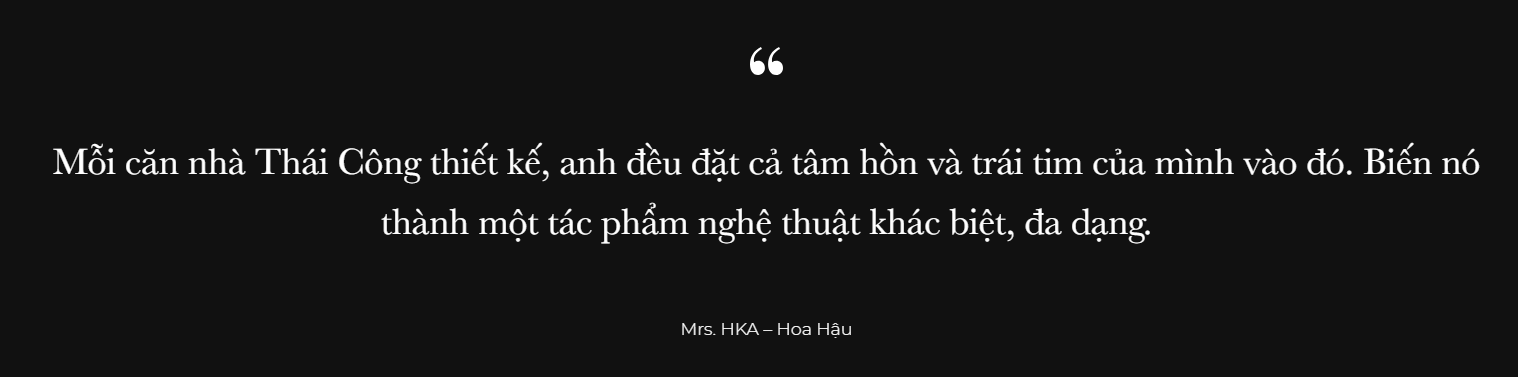 “
Mỗi căn nhà Thái Công thiết kế, anh đều đặt cả tâm hồn và trái tim của mình vào đó. Biến nó
thành một tác phẩm nghệ thuật khác biệt, đa dạng.
Mrs. HKA – Hoa Hậu